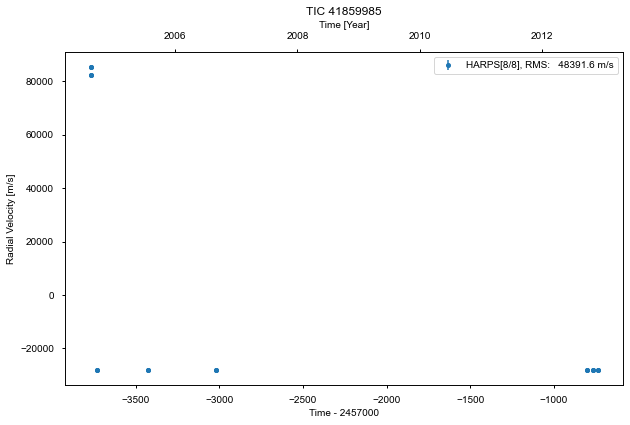 TIC 41859985
Time [Year]
2006 2008 2010 2012
HARPS[8/8], RMS: 48391.6 m/s
80000
60000
40000
20000
0
−20000
Radial Velocity [m/s]
−3500 −3000 −2500 −2000 −1500 −1000
Time - 2457000